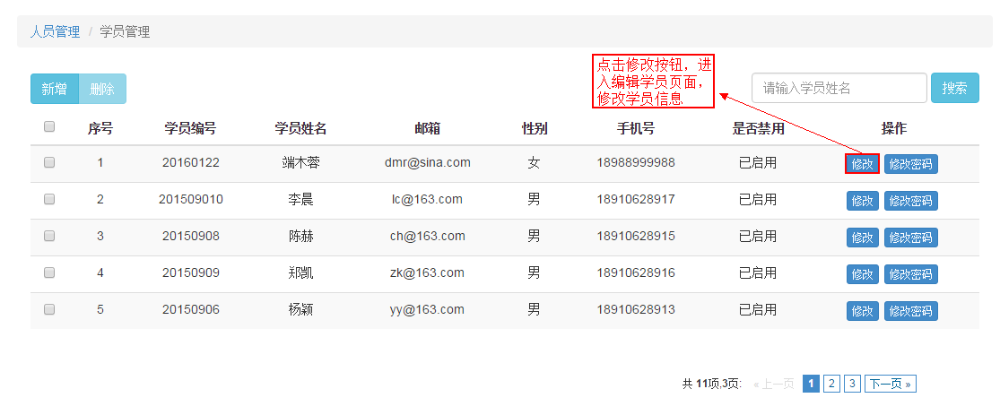 人员管理 / 学员管理
点击修改按钮，进
入编辑学员页面，
修改学员信息
新增 删除 请输入学员姓名 搜索
序号 学员编号 学员姓名 邮箱 性别 手机号 是否禁用 操作
1 20160122 端木蓉 dmr@sina.com 女 18988999988 已启用 修改 修改密码
2 201509010 李晨 lc@163.com 男 18910628917 已启用 修改 修改密码
3 20150908 陈赫 ch@163.com 男 18910628915 已启用 修改 修改密码
4 20150909 郑凯 zk@163.com 男 18910628916 已启用 修改 修改密码
5 20150906 杨颖 yy@163.com 男 18910628913 已启用 修改 修改密码
共 11项,3页: « 上一页 1 2 3 下一页 »